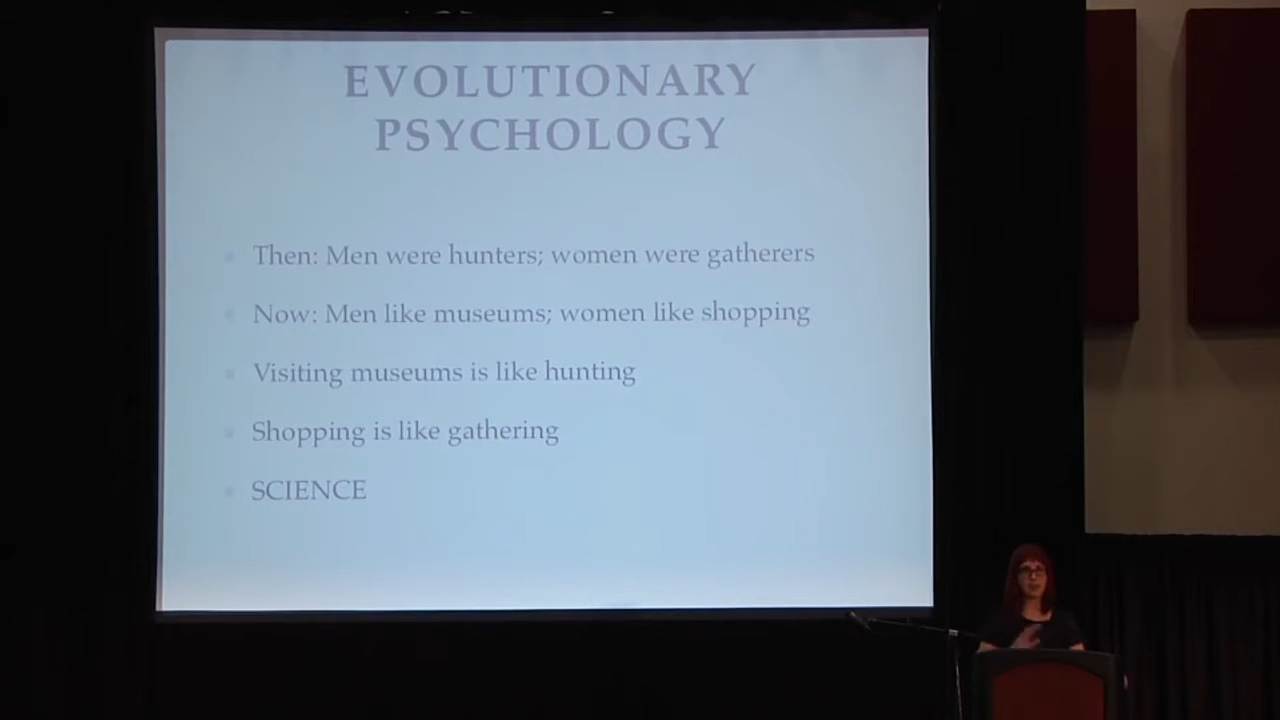 EVOLUTIONARY
PSYCHOLOGY
Then: Men were hunters; women were gatherers
Now: Men like museums; women like shopping
Visiting museums is like hunting
Shopping is like gathering
SCIENCE